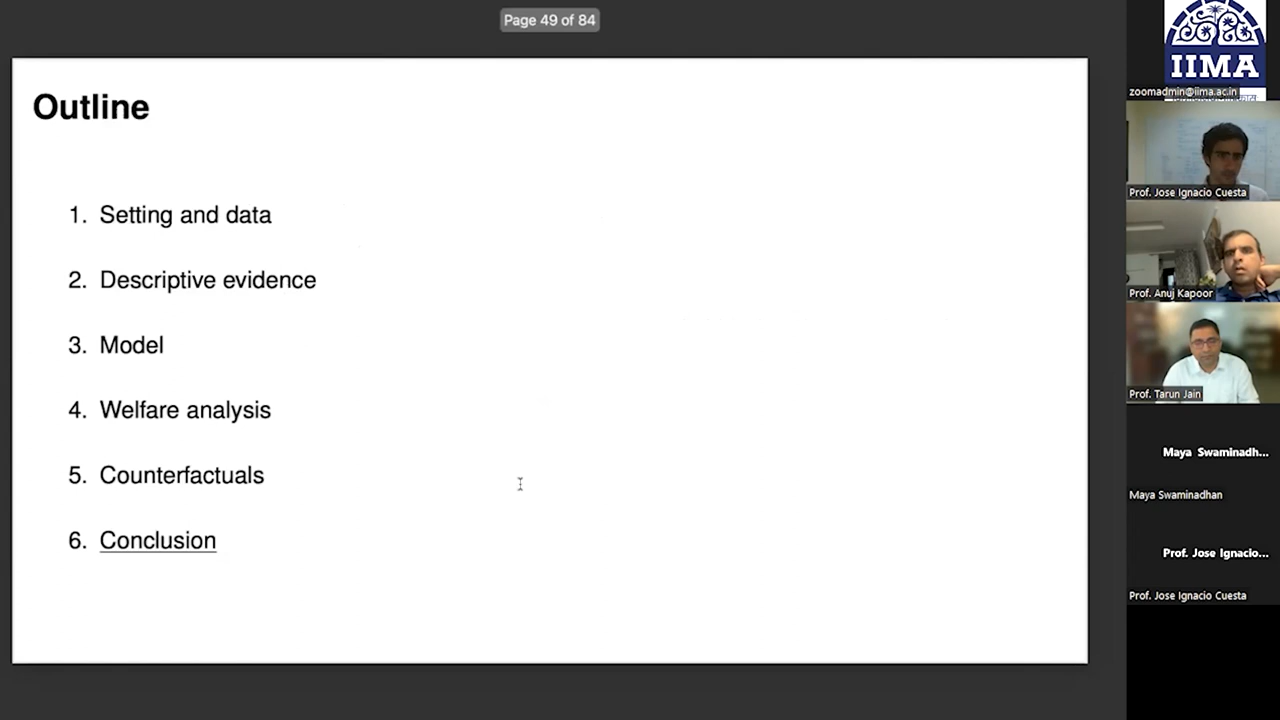 Page 49 of 84
Outline
1. Setting and data
2. Descriptive evidence
3. Model
4. Welfare analysis
5. Counterfactuals
6. Conclusion
IIMA
zoomadmin@iima.ac.in
Prof. Jose Ignacio Cuesta
Prof. Anuj Kapoor
Prof. Tarun Jain
Maya Swaminadh...
Maya Swaminadhan
Prof. Jose Ignacio...
Prof. Jose Ignacio Cuesta